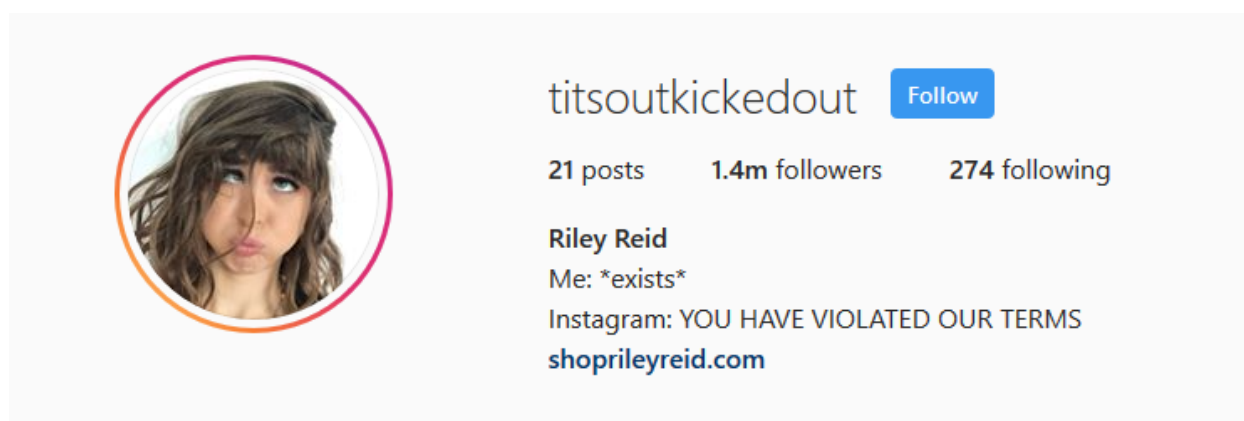 titsoutkickedout Follow
21 posts 1.4m followers 274 following
Riley Reid
Me: *exists*
Instagram: YOU HAVE VIOLATED OUR TERMS
shoprileyreid.com